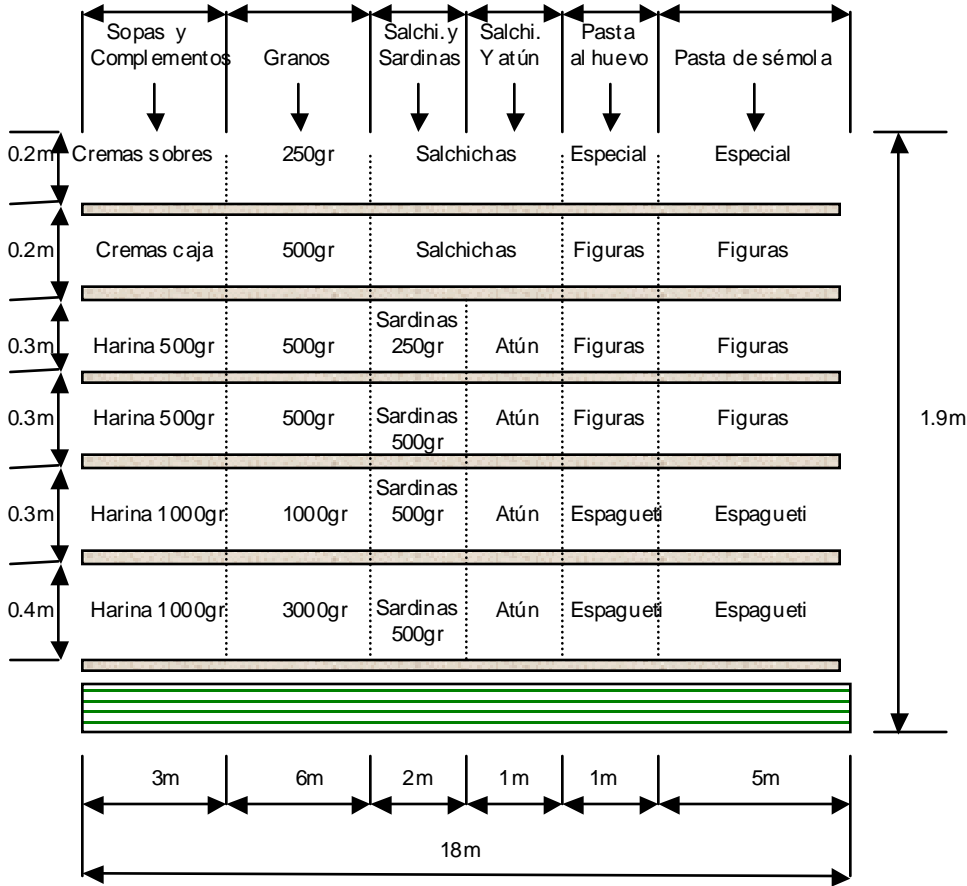 Sopas y
Complementos
Granos
Salchi. y
Sardinas
Salchi.
Y atún
Pasta
al huevo
Pasta de sémola
0.2m
Cremas sobres
250gr
Salchichas
Especial
Especial
0.2m
Cremas caja
500gr
Salchichas
Figuras
Figuras
0.3m
Harina 500gr
500gr
Sardinas
250gr
Atún
Figuras
Figuras
0.3m
Harina 500gr
500gr
Sardinas
500gr
Atún
Figuras
Figuras
1.9m
0.3m
Harina 1000gr
1000gr
Sardinas
500gr
Atún
Espagueti
Espagueti
0.4m
Harina 1000gr
3000gr
Sardinas
500gr
Atún
Espagueti
Espagueti
3m
6m
2m
1m
1m
5m
18m